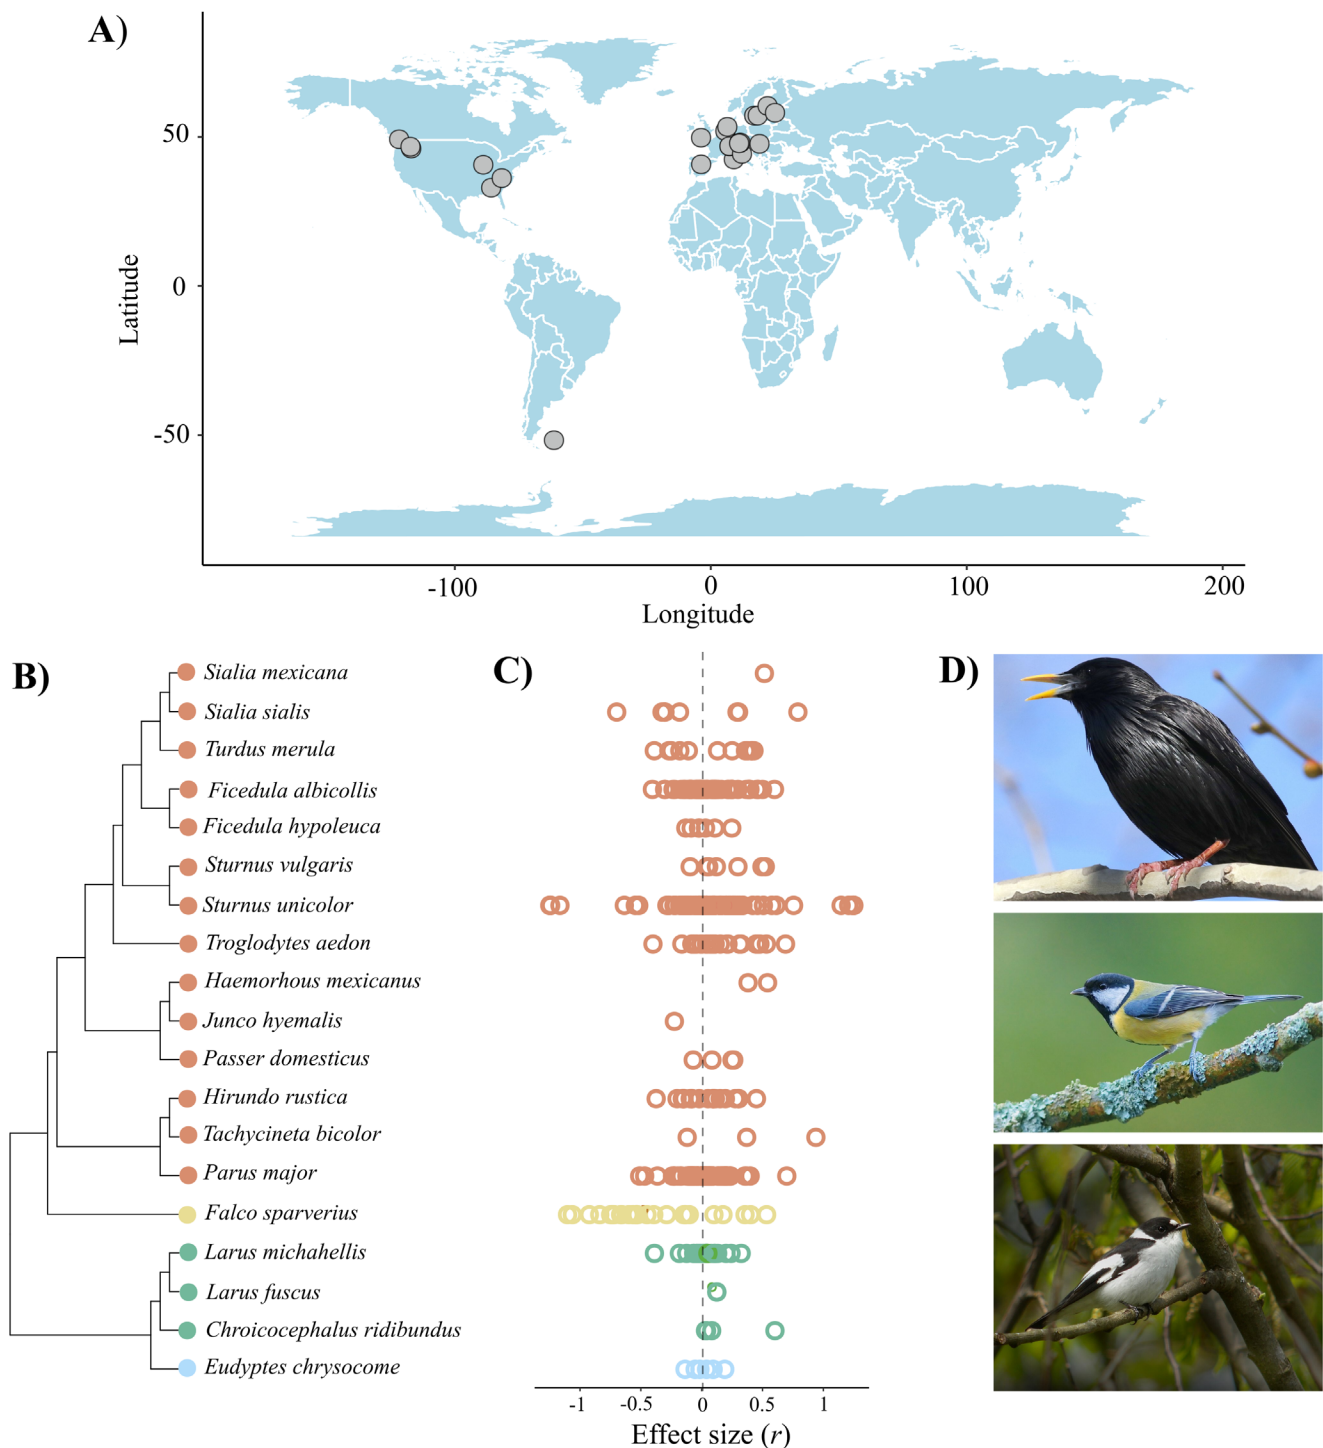 A)
50
0
-50
Latitude
-100
0
100
200
Longitude
B)
Sialia mexicana
Sialia sialis
Turdus merula
Ficedula albicollis
Ficedula hypoleuca
Sturnus vulgaris
Sturnus unicolor
Troglodytes aedon
Haemorhous mexicanus
Junco hyemalis
Passer domesticus
Hirundo rustica
Tachycineta bicolor
Parus major
Falco sparverius
Larus michahellis
Larus fuscus
Chroicocephalus ridibundus
Eudyptes chrysocome
C)
-1
-0.5
0
0.5
1
Effect size (r)
D)